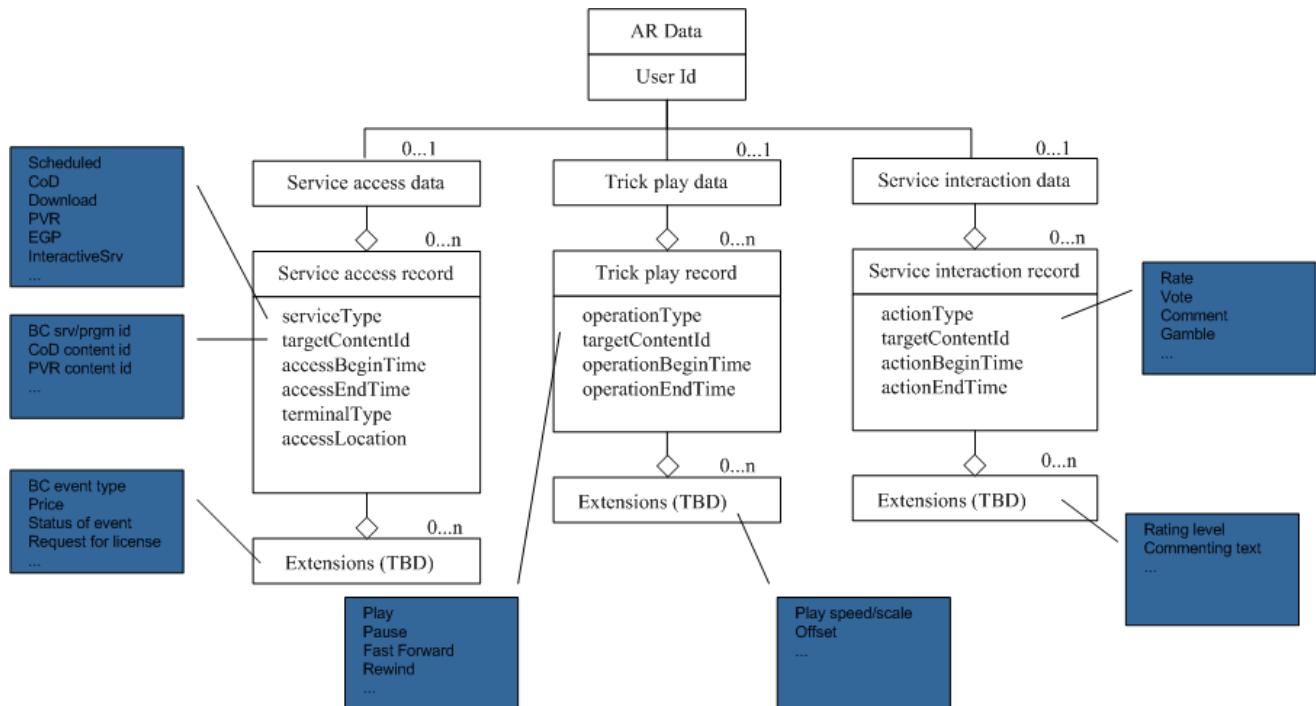 AR Data
User Id
0...1
0...1
0...1
Scheduled
CoD
Download
PVR
EGP
InteractiveSrv
...
Service access data
Trick play data
Service interaction data
0...n
0...n
0...n
Service access record
serviceType
targetContentId
accessBeginTime
accessEndTime
terminalType
accessLocation
Trick play record
operationType
targetContentId
operationBeginTime
operationEndTime
Service interaction record
actionType
targetContentId
actionBeginTime
actionEndTime
Rate
Vote
Comment
Gamble
...
BC srv/prgm id
CoD content id
PVR content id
...
0...n
0...n
0...n
BC event type
Price
Status of event
Request for license
...
Extensions (TBD)
Extensions (TBD)
Extensions (TBD)
Rating level
Commenting text
...
Play
Pause
Fast Forward
Rewind
...
Play speed/scale
Offset
...